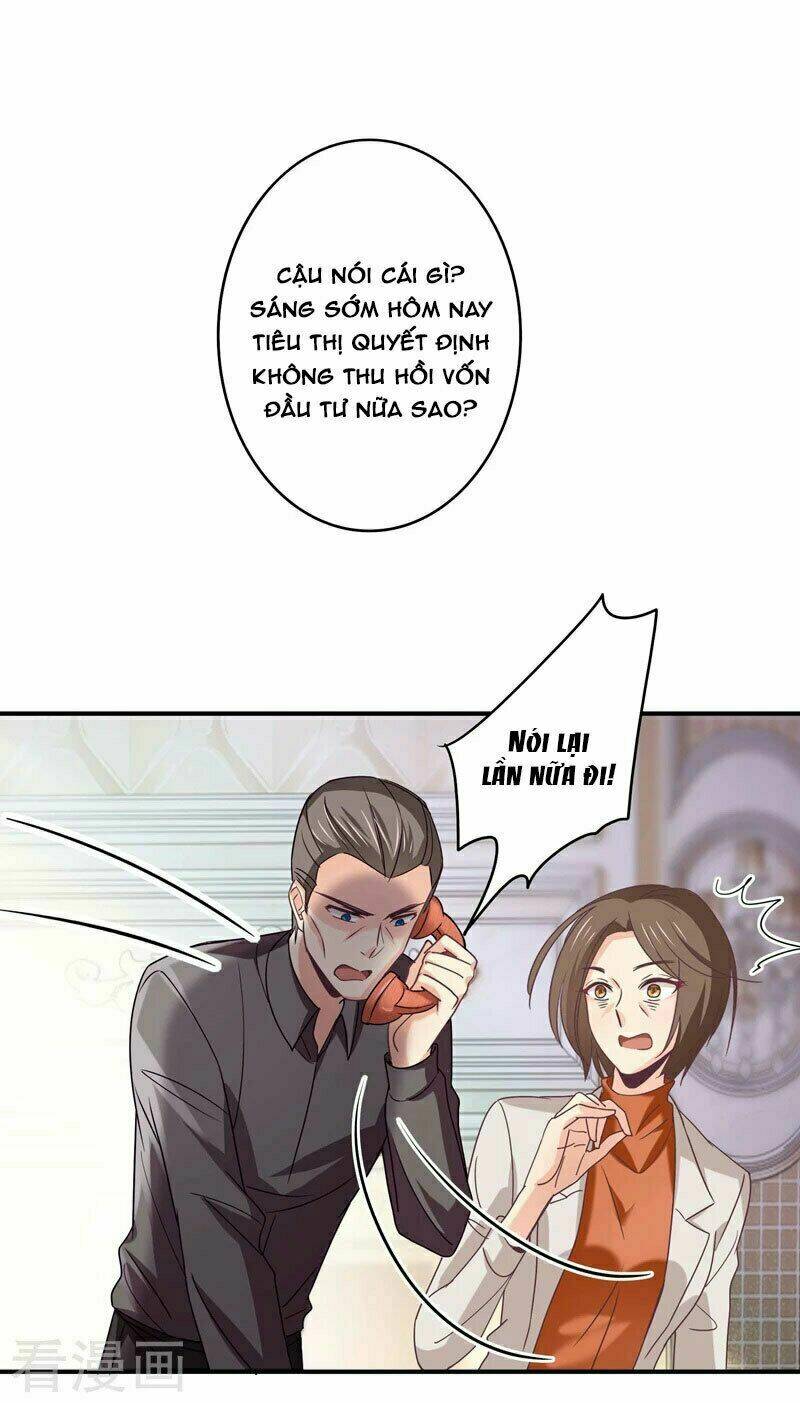 CẬU NÓI CÁI GÌ?
SÁNG SỚM HÔM NAY
TIÊU THỊ QUYẾT ĐỊNH
KHÔNG THU HỒI VỐN
ĐẦU TƯ NỮA SAO?
NÓI LẠI
LẦN NỮA ĐI!
看漫画